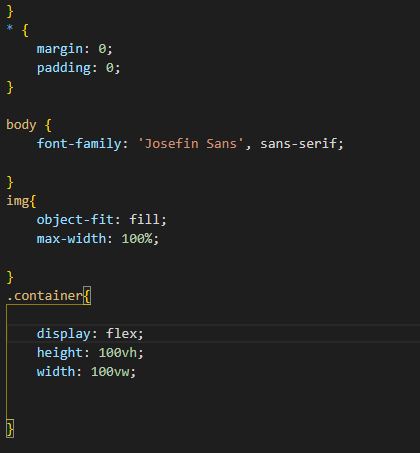 }
* {
    margin: 0;
    padding: 0;
}
body {
    font-family: 'Josefin Sans', sans-serif;
}
img{
    object-fit: fill;
    max-width: 100%;
}
.container{
    display: flex;
    height: 100vh;
    width: 100vw;
}